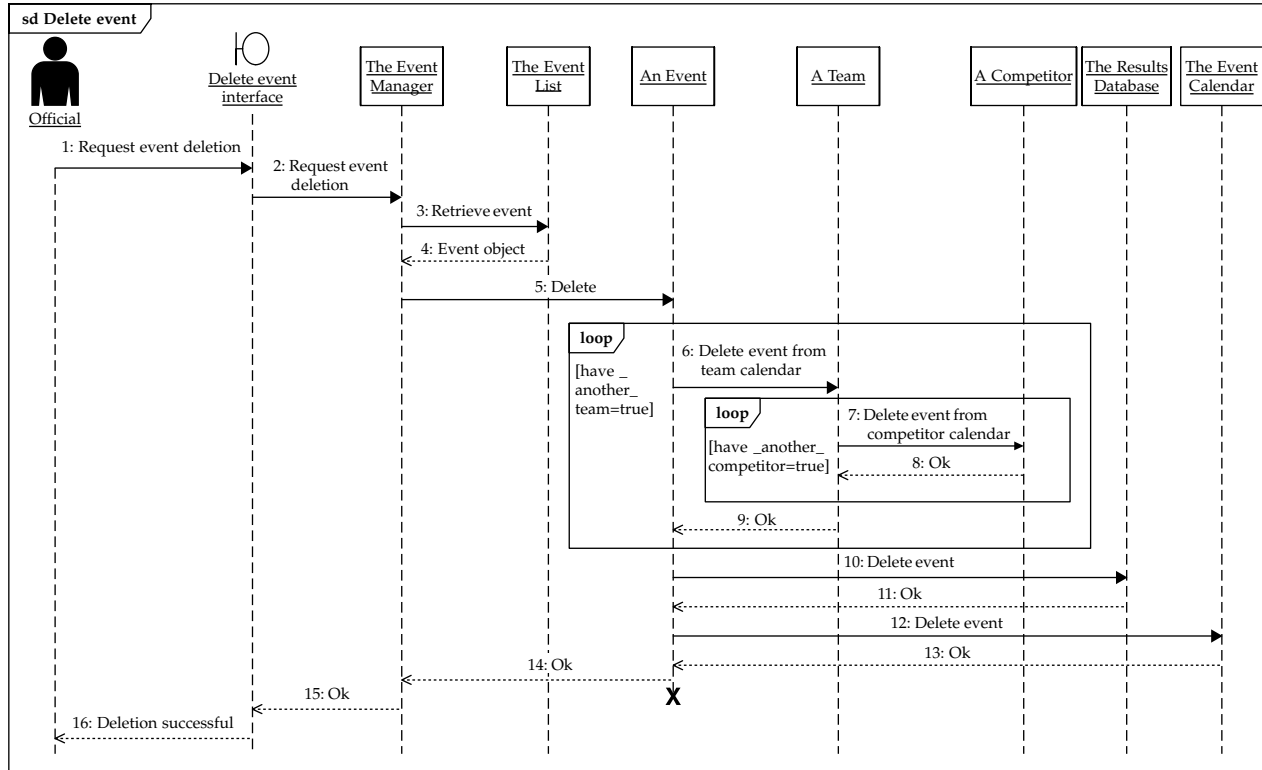 sd Delete event
Official
Delete event
interface
The Event
Manager
The Event
List
An Event
A Team
A Competitor
The Results
Database
The Event
Calendar
1: Request event deletion
2: Request event
deletion
3: Retrieve event
4: Event object
5: Delete
loop
[have _
another_
team=true]
6: Delete event from
team calendar
loop
[have _another_
competitor=true]
7: Delete event from
competitor calendar
8: Ok
9: Ok
10: Delete event
11: Ok
12: Delete event
13: Ok
14: Ok
X
15: Ok
16: Deletion successful